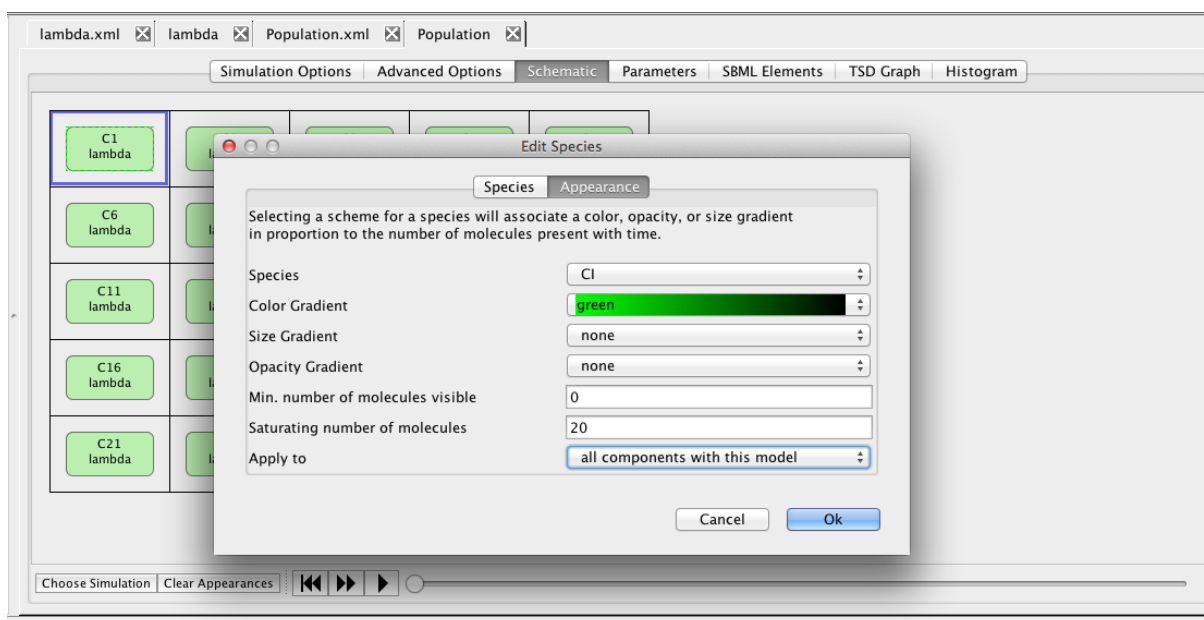 lambda.xml lambda Population.xml Population
Simulation Options Advanced Options Schematic Parameters SBML Elements TSD Graph Histogram
C1
lambda
C6
lambda
C11
lambda
C16
lambda
C21
lambda
Edit Species
Species Appearance
Selecting a scheme for a species will associate a color, opacity, or size gradient
in proportion to the number of molecules present with time.
Species CI
Color Gradient green
Size Gradient none
Opacity Gradient none
Min. number of molecules visible 0
Saturating number of molecules 20
Apply to all components with this model
Cancel Ok
Choose Simulation Clear Appearances